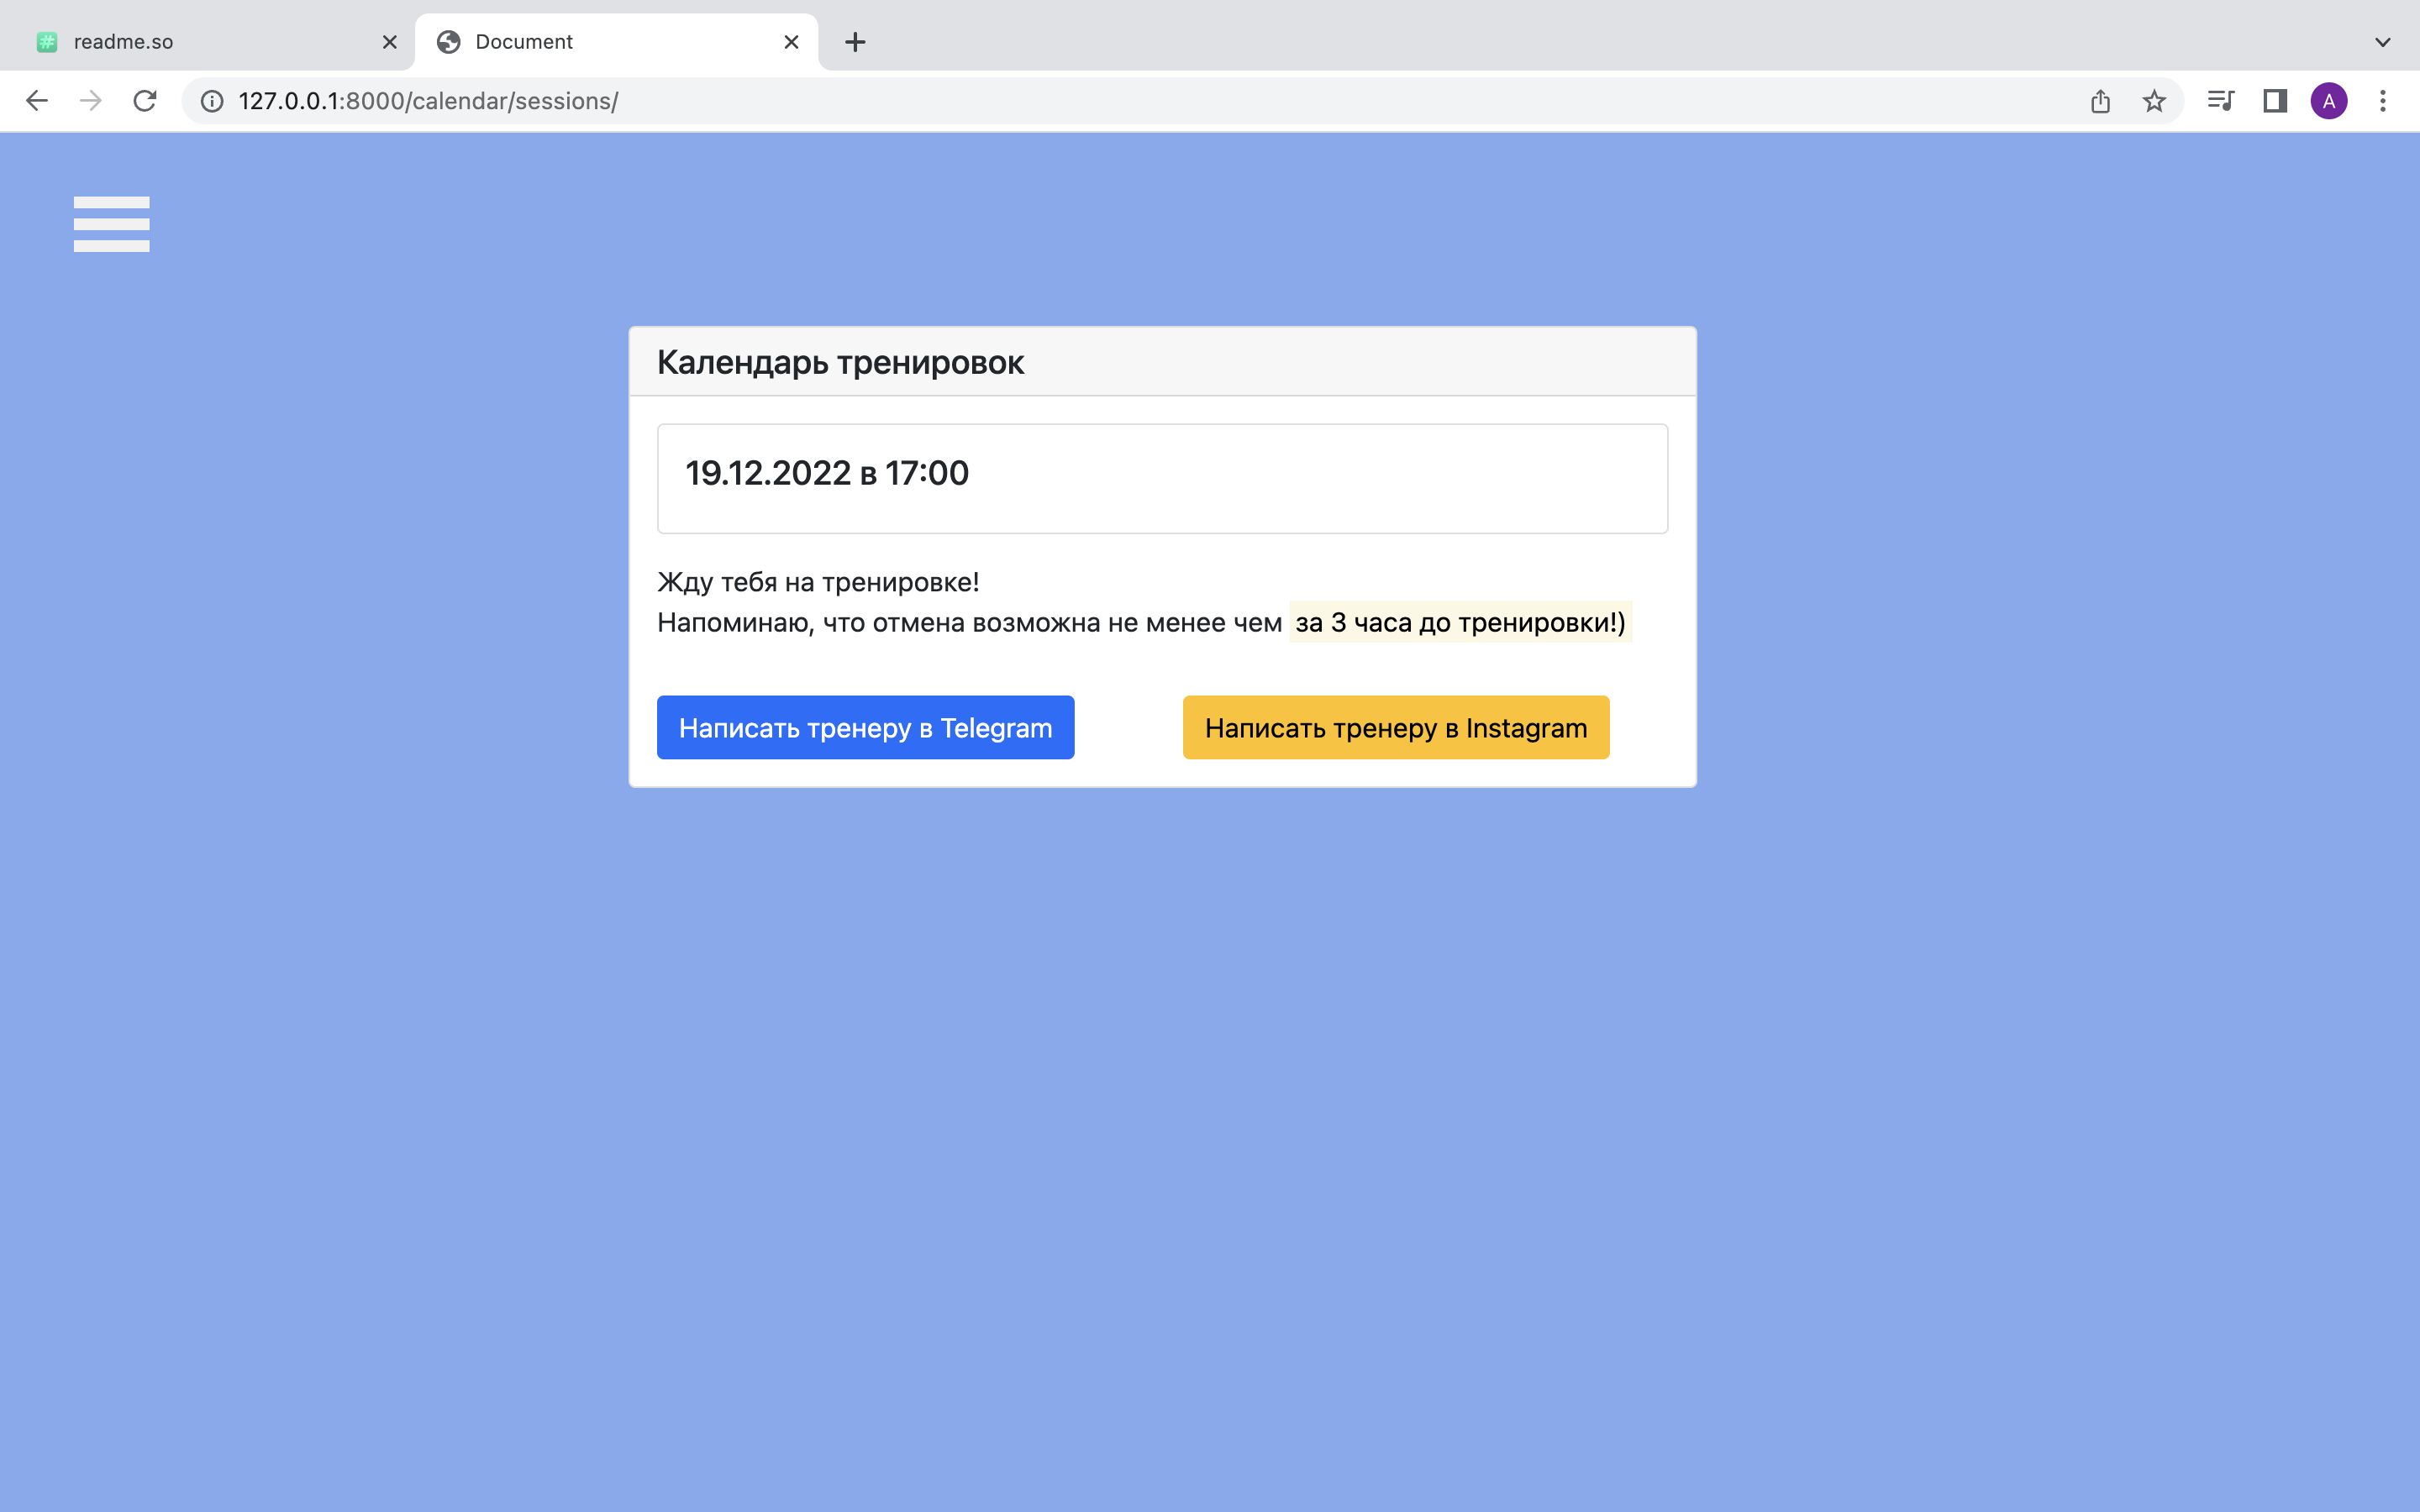 readme.so
Document
127.0.0.1:8000/calendar/sessions/
A
Календарь тренировок
19.12.2022 в 17:00
Жду тебя на тренировке!
Напоминаю, что отмена возможна не менее чем за 3 часа до тренировки!)
Написать тренеру в Telegram
Написать тренеру в Instagram